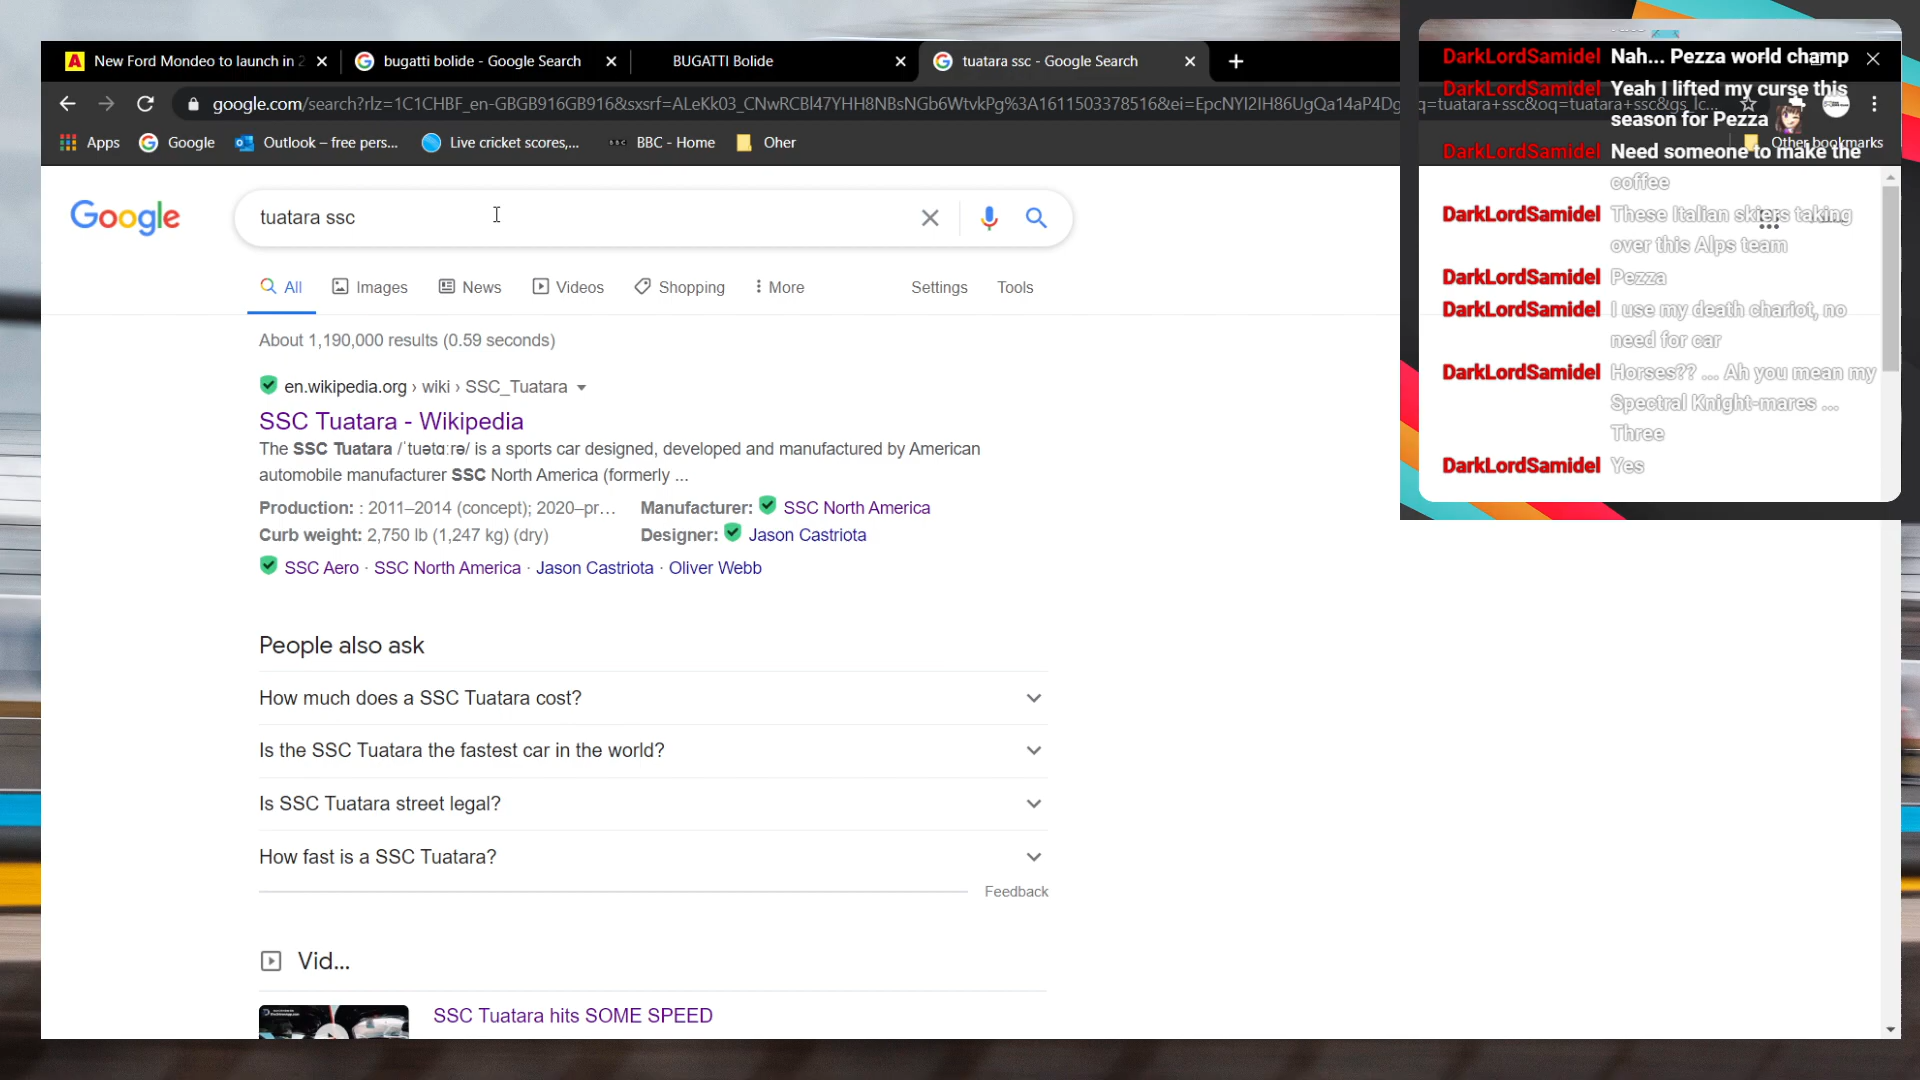 New Ford Mondeo to launch in 2
bugatti bolide - Google Search
BUGATTI Bolide
tuatara ssc - Google Search
google.com/search?rlz=1C1CHBF_en-GBGB916GB916&sxsrf=ALeKk03_CNwRCBl47YHH8NBsNGb6WtvkPg%3A1611503378516&ei=EpcNYI2IH86UgQa14aP4Dg
q=tuatara+ssc&oq=tuatara+ssc&gs_lc...
Apps
Google
Outlook – free pers...
Live cricket scores,...
BBC
BBC - Home
Oher
Other bookmarks
Google
tuatara ssc
All
Images
News
Videos
Shopping
More
Settings
Tools
About 1,190,000 results (0.59 seconds)
en.wikipedia.org › wiki › SSC_Tuatara
SSC Tuatara - Wikipedia
The SSC Tuatara /ˈtuətɑːrə/ is a sports car designed, developed and manufactured by American
automobile manufacturer SSC North America (formerly ...
Production: : 2011–2014 (concept); 2020–pr...
Manufacturer: SSC North America
Curb weight: 2,750 lb (1,247 kg) (dry)
Designer: Jason Castriota
SSC Aero · SSC North America · Jason Castriota · Oliver Webb
People also ask
How much does a SSC Tuatara cost?
Is the SSC Tuatara the fastest car in the world?
Is SSC Tuatara street legal?
How fast is a SSC Tuatara?
Feedback
Vid...
SSC Tuatara hits SOME SPEED
DarkLordSamidel Nah... Pezza world champ
DarkLordSamidel Yeah I lifted my curse this
season for Pezza
DarkLordSamidel Need someone to make the
coffee
DarkLordSamidel These Italian skiers taking
over this Alps team
DarkLordSamidel Pezza
DarkLordSamidel I use my death chariot, no
need for car
DarkLordSamidel Horses?? ... Ah you mean my
Spectral Knight-mares ...
Three
DarkLordSamidel Yes